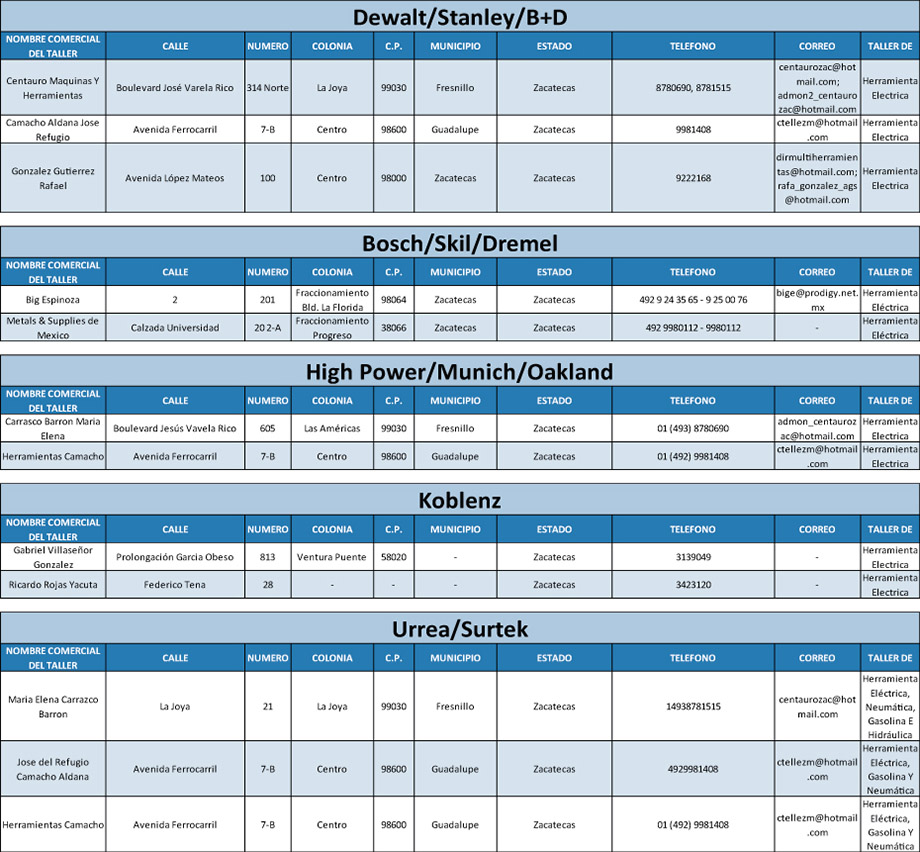 Dewalt/Stanley/B+D
NOMBRE COMERCIAL DEL TALLER CALLE NUMERO COLONIA C.P. MUNICIPIO ESTADO TELEFONO CORREO TALLER DE
Centauro Maquinas Y Herramientas Boulevard José Varela Rico 314 Norte La Joya 99030 Fresnillo Zacatecas 8780690, 8781515 centaurozac@hotmail.com; admon2_centaurozac@hotmail.com Herramienta Electrica
Camacho Aldana Jose Refugio Avenida Ferrocarril 7-B Centro 98600 Guadalupe Zacatecas 9981408 ctellezm@hotmail.com Herramienta Electrica
Gonzalez Gutierrez Rafael Avenida López Mateos 100 Centro 98000 Zacatecas Zacatecas 9222168 dirmultiherramientas@hotmail.com; rafa_gonzalez_ags@hotmail.com Herramienta Electrica
Bosch/Skil/Dremel
NOMBRE COMERCIAL DEL TALLER CALLE NUMERO COLONIA C.P. MUNICIPIO ESTADO TELEFONO CORREO TALLER DE
Big Espinoza 2 201 Fraccionamiento Bld. La Florida 98064 Zacatecas Zacatecas 492 9 24 35 65 - 9 25 00 76 bige@prodigy.net.mx Herramienta Eléctrica
Metals & Supplies de Mexico Calzada Universidad 20 2-A Fraccionamiento Progreso 38066 Zacatecas Zacatecas 492 9980112 - 9980112 - Herramienta Eléctrica
High Power/Munich/Oakland
NOMBRE COMERCIAL DEL TALLER CALLE NUMERO COLONIA C.P. MUNICIPIO ESTADO TELEFONO CORREO TALLER DE
Carrasco Barron Maria Elena Boulevard Jesús Vavela Rico 605 Las Américas 99030 Fresnillo Zacatecas 01 (493) 8780690 admon_centaurozac@hotmail.com Herramienta Electrica
Herramientas Camacho Avenida Ferrocarril 7-B Centro 98600 Guadalupe Zacatecas 01 (492) 9981408 ctellezm@hotmail.com Herramienta Electrica
Koblenz
NOMBRE COMERCIAL DEL TALLER CALLE NUMERO COLONIA C.P. MUNICIPIO ESTADO TELEFONO CORREO TALLER DE
Gabriel Villaseñor Gonzalez Prolongación Garcia Obeso 813 Ventura Puente 58020 - Zacatecas 3139049 - Herramienta Electrica
Ricardo Rojas Yacuta Federico Tena 28 - - - Zacatecas 3423120 - Herramienta Electrica
Urrea/Surtek
NOMBRE COMERCIAL DEL TALLER CALLE NUMERO COLONIA C.P. MUNICIPIO ESTADO TELEFONO CORREO TALLER DE
Maria Elena Carrazco Barron La Joya 21 La Joya 99030 Fresnillo Zacatecas 14938781515 centaurozac@hotmail.com Herramienta Eléctrica, Neumática, Gasolina E Hidráulica
Jose del Refugio Camacho Aldana Avenida Ferrocarril 7-B Centro 98600 Guadalupe Zacatecas 4929981408 ctellezm@hotmail.com Herramienta Eléctrica, Gasolina Y Neumática
Herramientas Camacho Avenida Ferrocarril 7-B Centro 98600 Guadalupe Zacatecas 01 (492) 9981408 ctellezm@hotmail.com Herramienta Eléctrica, Gasolina Y Neumática